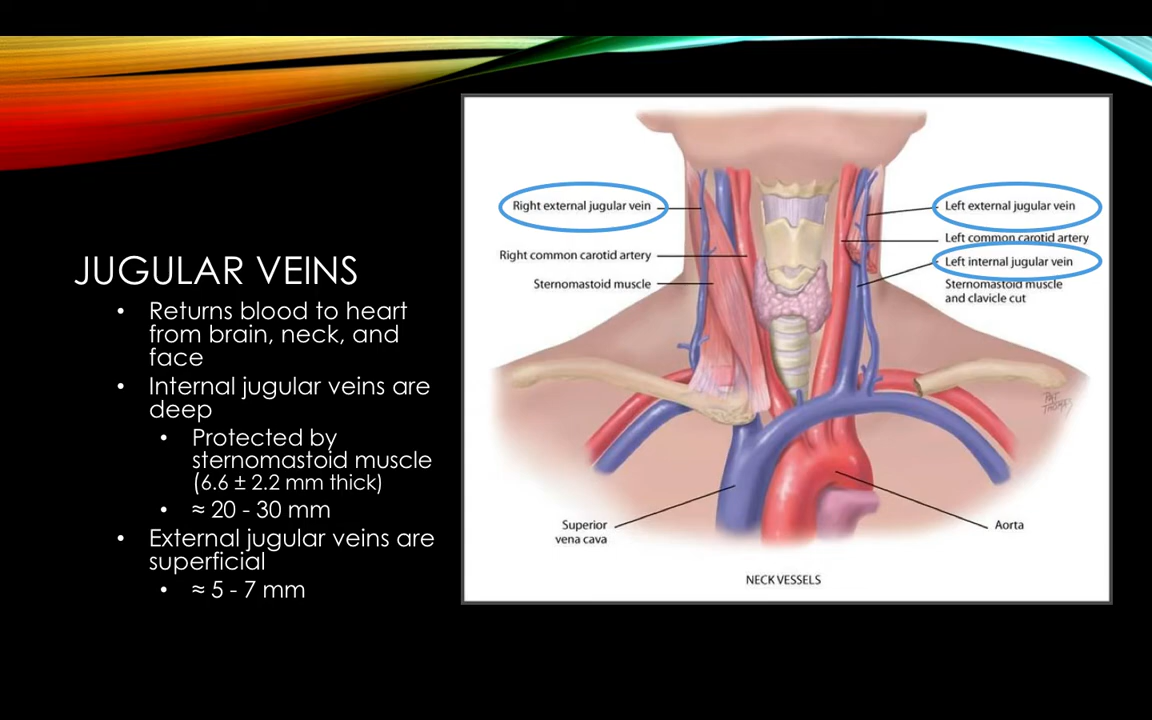 JUGULAR VEINS
• Returns blood to heart
from brain, neck, and
face
• Internal jugular veins are
deep
• Protected by
sternomastoid muscle
(6.6 ± 2.2 mm thick)
• ≈ 20 - 30 mm
• External jugular veins are
superficial
• ≈ 5 - 7 mm
Right external jugular vein
Right common carotid artery
Sternomastoid muscle
Left external jugular vein
Left common carotid artery
Left internal jugular vein
Sternomastoid muscle
and clavicle cut
Superior
vena cava
Aorta
NECK VESSELS
PAT
THOMAS